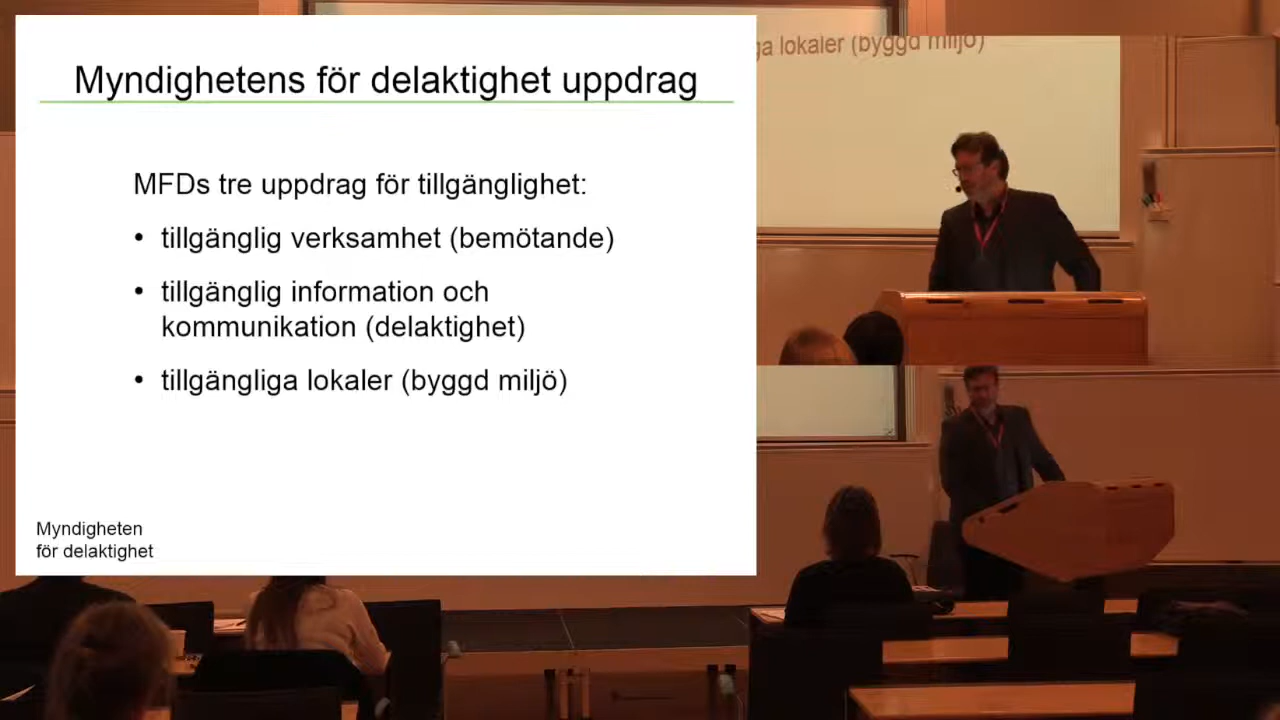 Myndighetens för delaktighet uppdrag
MFDs tre uppdrag för tillgänglighet:
• tillgänglig verksamhet (bemötande)
• tillgänglig information och
kommunikation (delaktighet)
• tillgängliga lokaler (byggd miljö)
Myndigheten
för delaktighet
ga lokaler (byggd miljö)